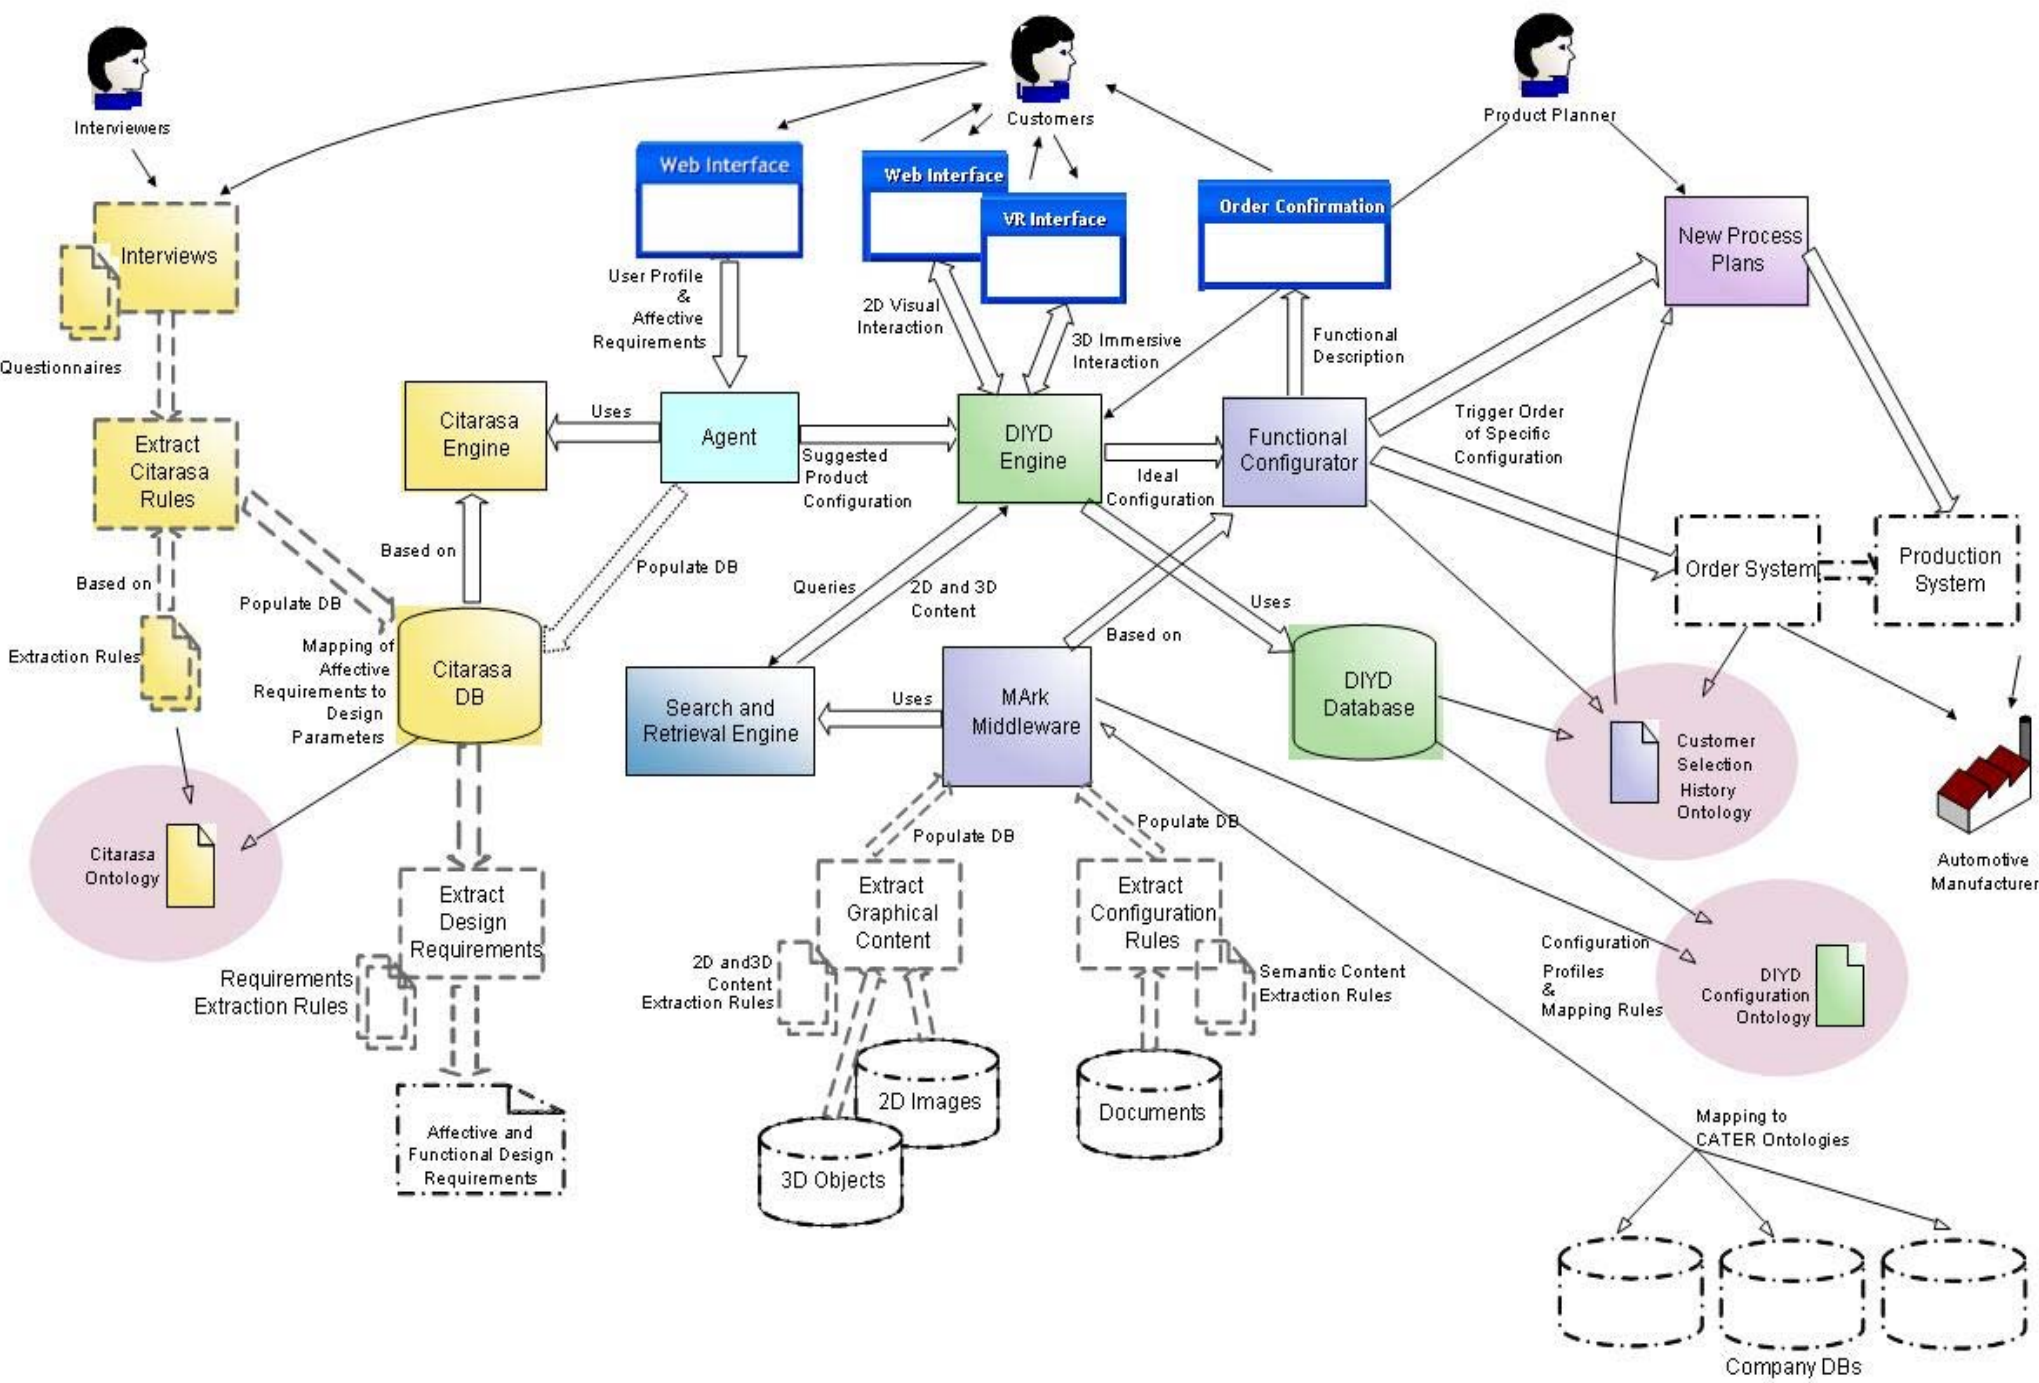 Interviewers
Customers
Product Planner
Web Interface
Web Interface
VR Interface
Order Confirmation
New Process
Plans
Interviews
Questionnaires
User Profile
&
Affective
Requirements
2D Visual
Interaction
3D Immersive
Interaction
Functional
Description
Extract
Citarasa
Rules
Citarasa
Engine
Uses
Agent
Suggested
Product
Configuration
DIYD
Engine
Ideal
Configuration
Functional
Configurator
Trigger Order
of Specific
Configuration
Order System
Production
System
Based on
Based on
Populate DB
Populate DB
Queries
2D and 3D
Content
Based on
Uses
Extraction Rules
Mapping of
Affective
Requirements to
Design
Parameters
Citarasa
DB
Search and
Retrieval Engine
Uses
MArk
Middleware
DIYD
Database
Customer
Selection
History
Ontology
Automotive
Manufacturer
Citarasa
Ontology
Populate DB
Populate DB
Extract
Design
Requirements
Requirements
Extraction Rules
Extract
Graphical
Content
2D and3D
Content
Extraction Rules
Extract
Configuration
Rules
Semantic Content
Extraction Rules
Configuration
Profiles
&
Mapping Rules
DIYD
Configuration
Ontology
Affective and
Functional Design
Requirements
2D Images
3D Objects
Documents
Mapping to
CATER Ontologies
Company DBs